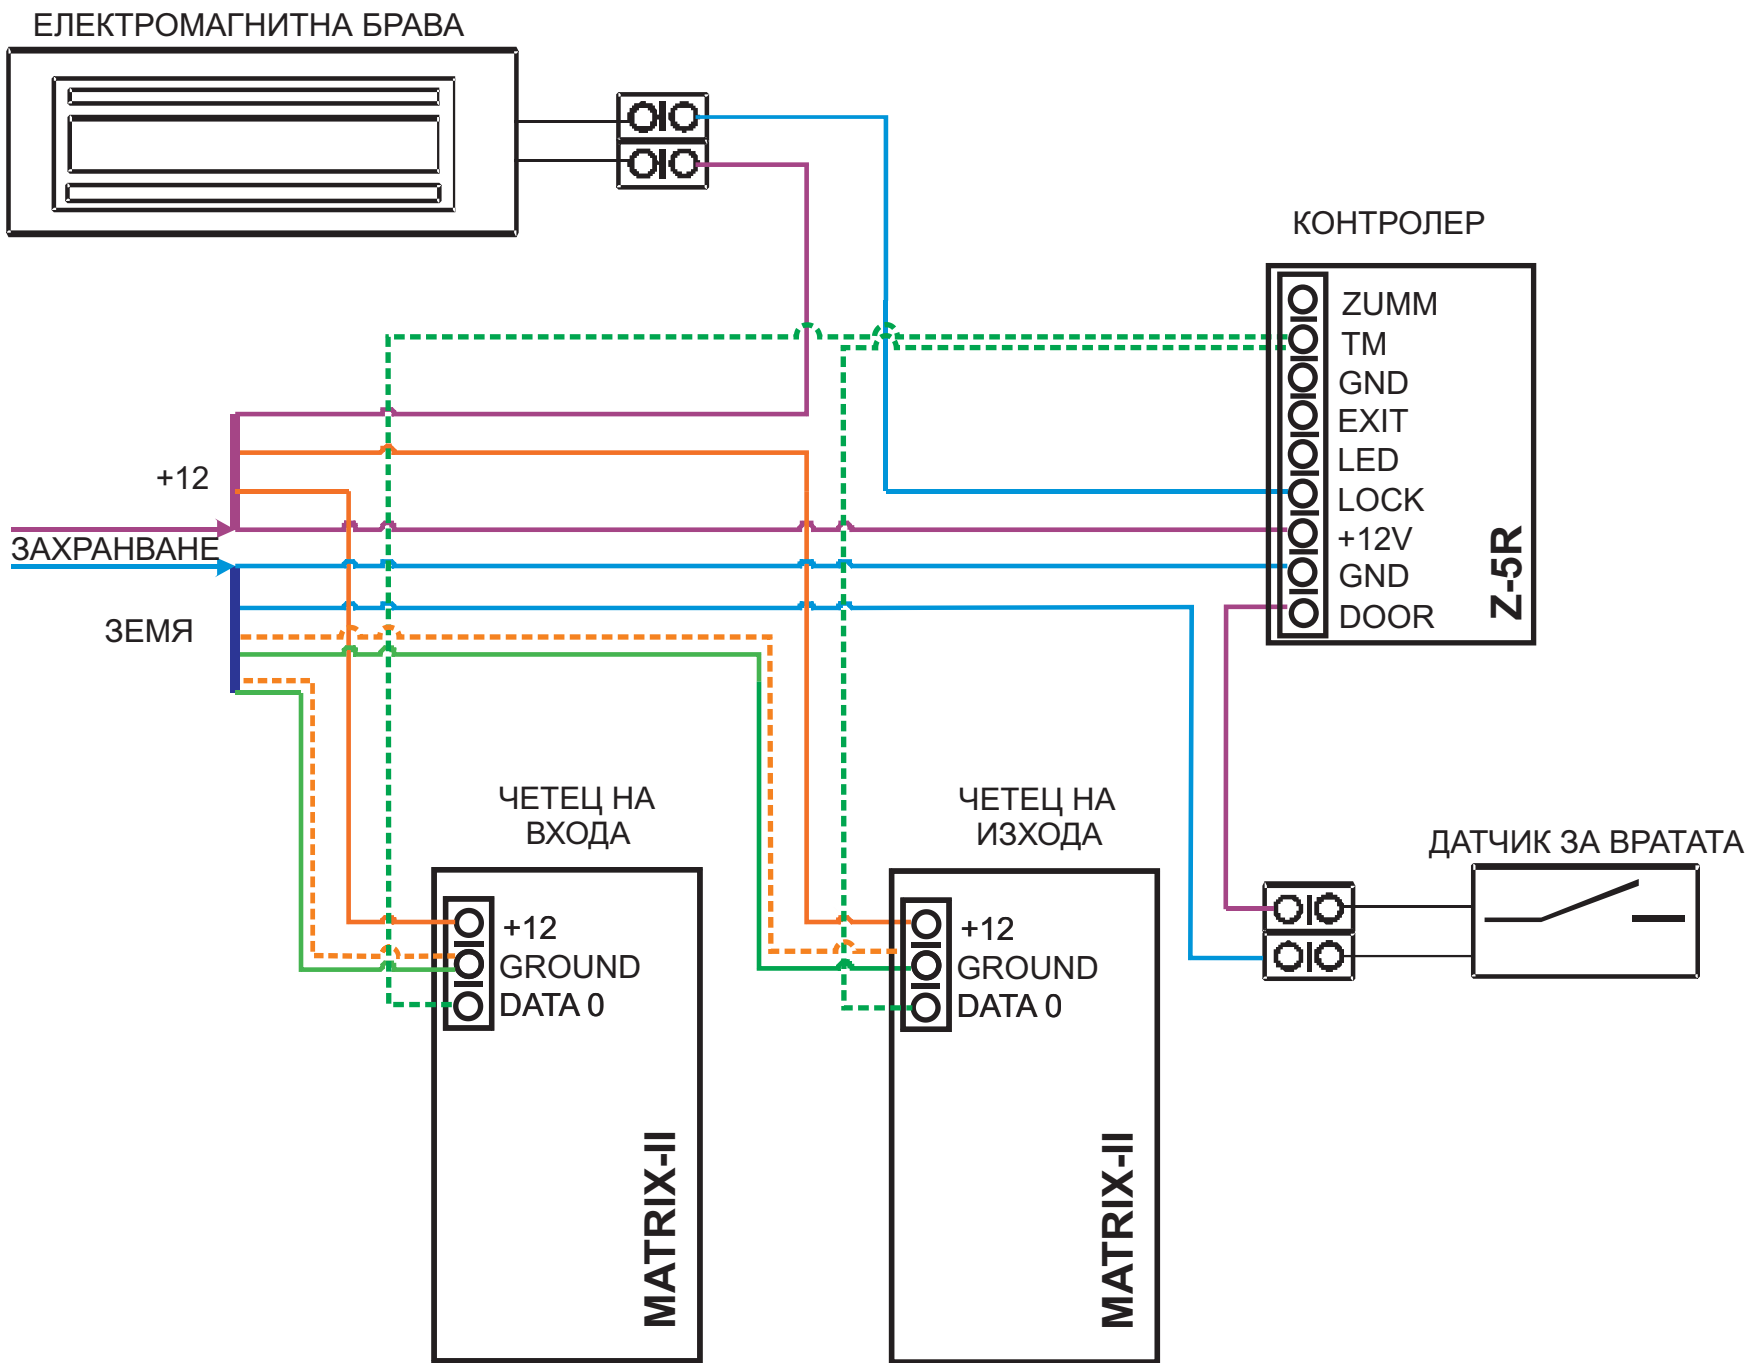 ЕЛЕКТРОМАГНИТНА БРАВА
КОНТРОЛЕР
ZUMM
TM
GND
EXIT
LED
LOCK
+12V
GND
DOOR
Z-5R
+12
ЗАХРАНВАНЕ
ЗЕМЯ
ЧЕТЕЦ НА
ВХОДА
+12
GROUND
DATA 0
MATRIX-II
ЧЕТЕЦ НА
ИЗХОДА
+12
GROUND
DATA 0
MATRIX-II
ДАТЧИК ЗА ВРАТАТА